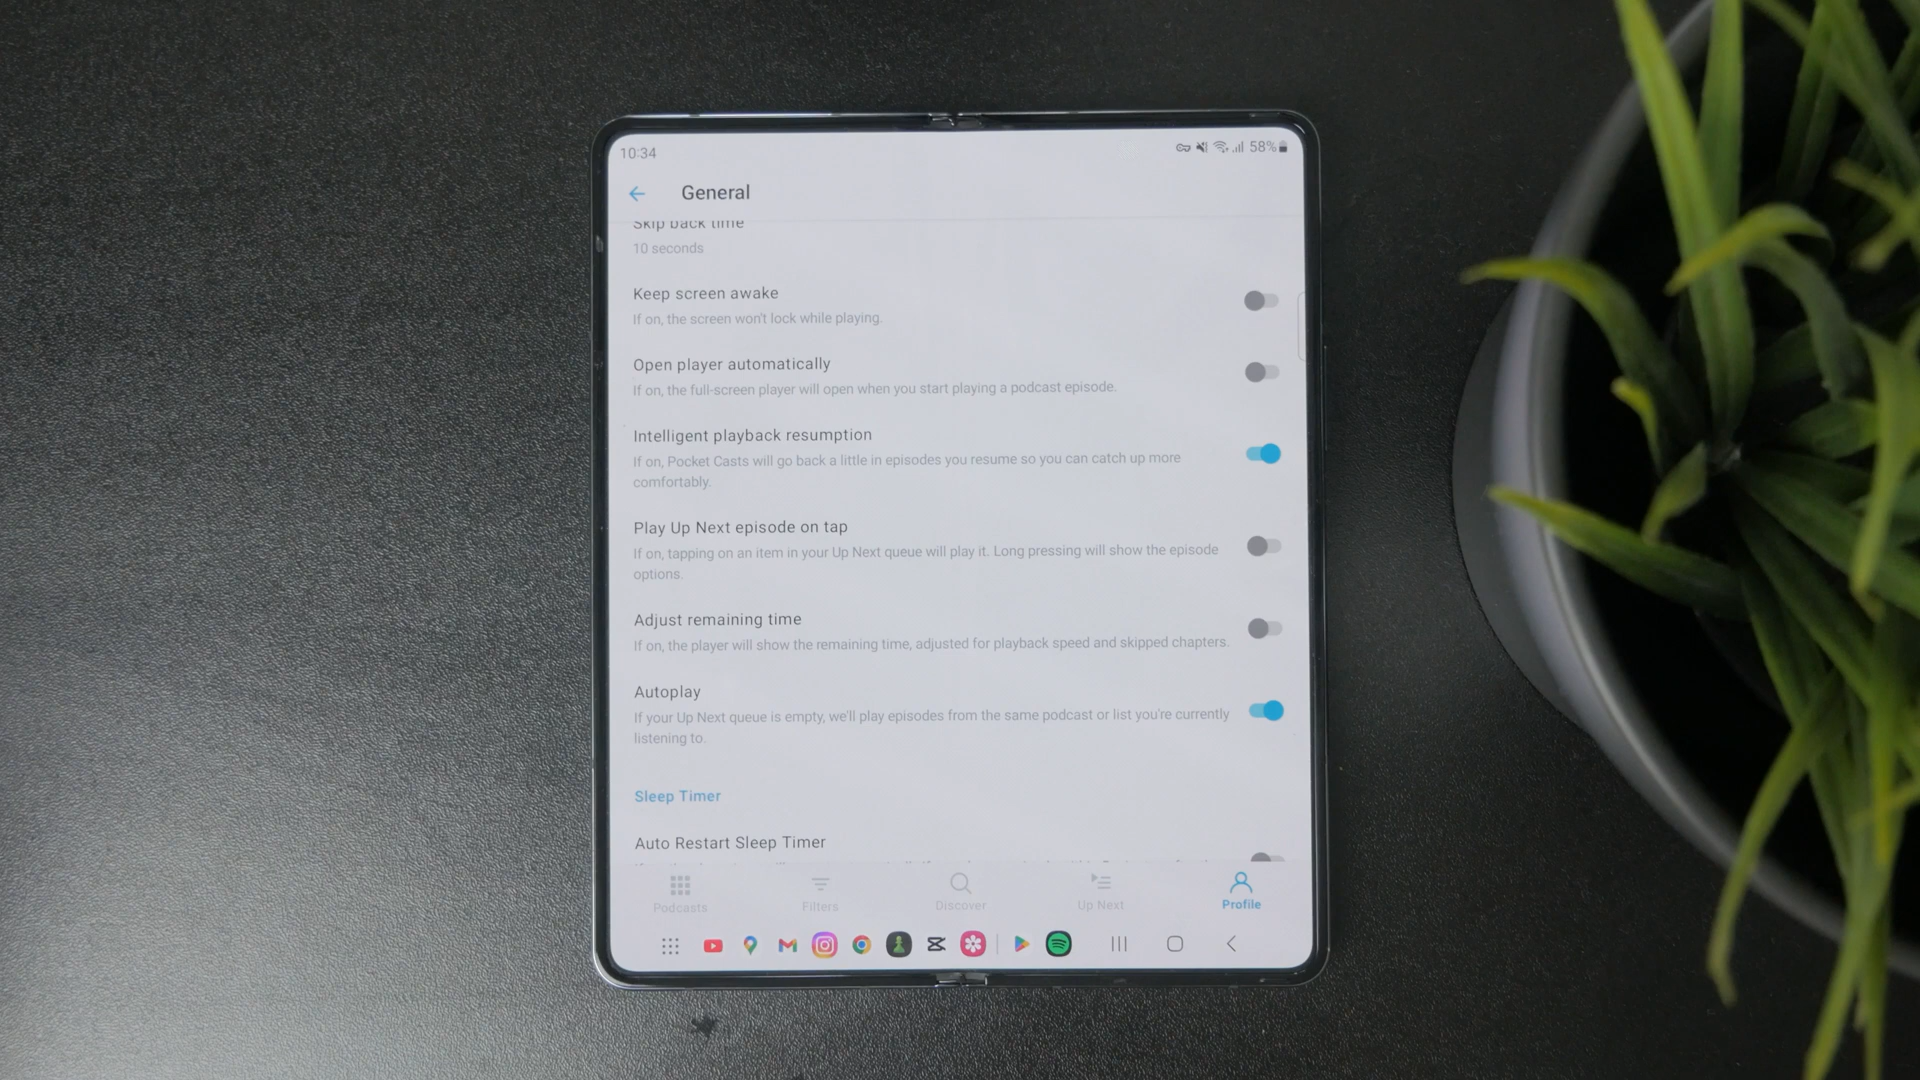 10:34
58%
General
Skip back time
10 seconds
Keep screen awake
If on, the screen won't lock while playing.
Open player automatically
If on, the full-screen player will open when you start playing a podcast episode.
Intelligent playback resumption
If on, Pocket Casts will go back a little in episodes you resume so you can catch up more
comfortably.
Play Up Next episode on tap
If on, tapping on an item in your Up Next queue will play it. Long pressing will show the episode
options.
Adjust remaining time
If on, the player will show the remaining time, adjusted for playback speed and skipped chapters.
Autoplay
If your Up Next queue is empty, we'll play episodes from the same podcast or list you're currently
listening to.
Sleep Timer
Auto Restart Sleep Timer
Podcasts
Filters
Discover
Up Next
Profile